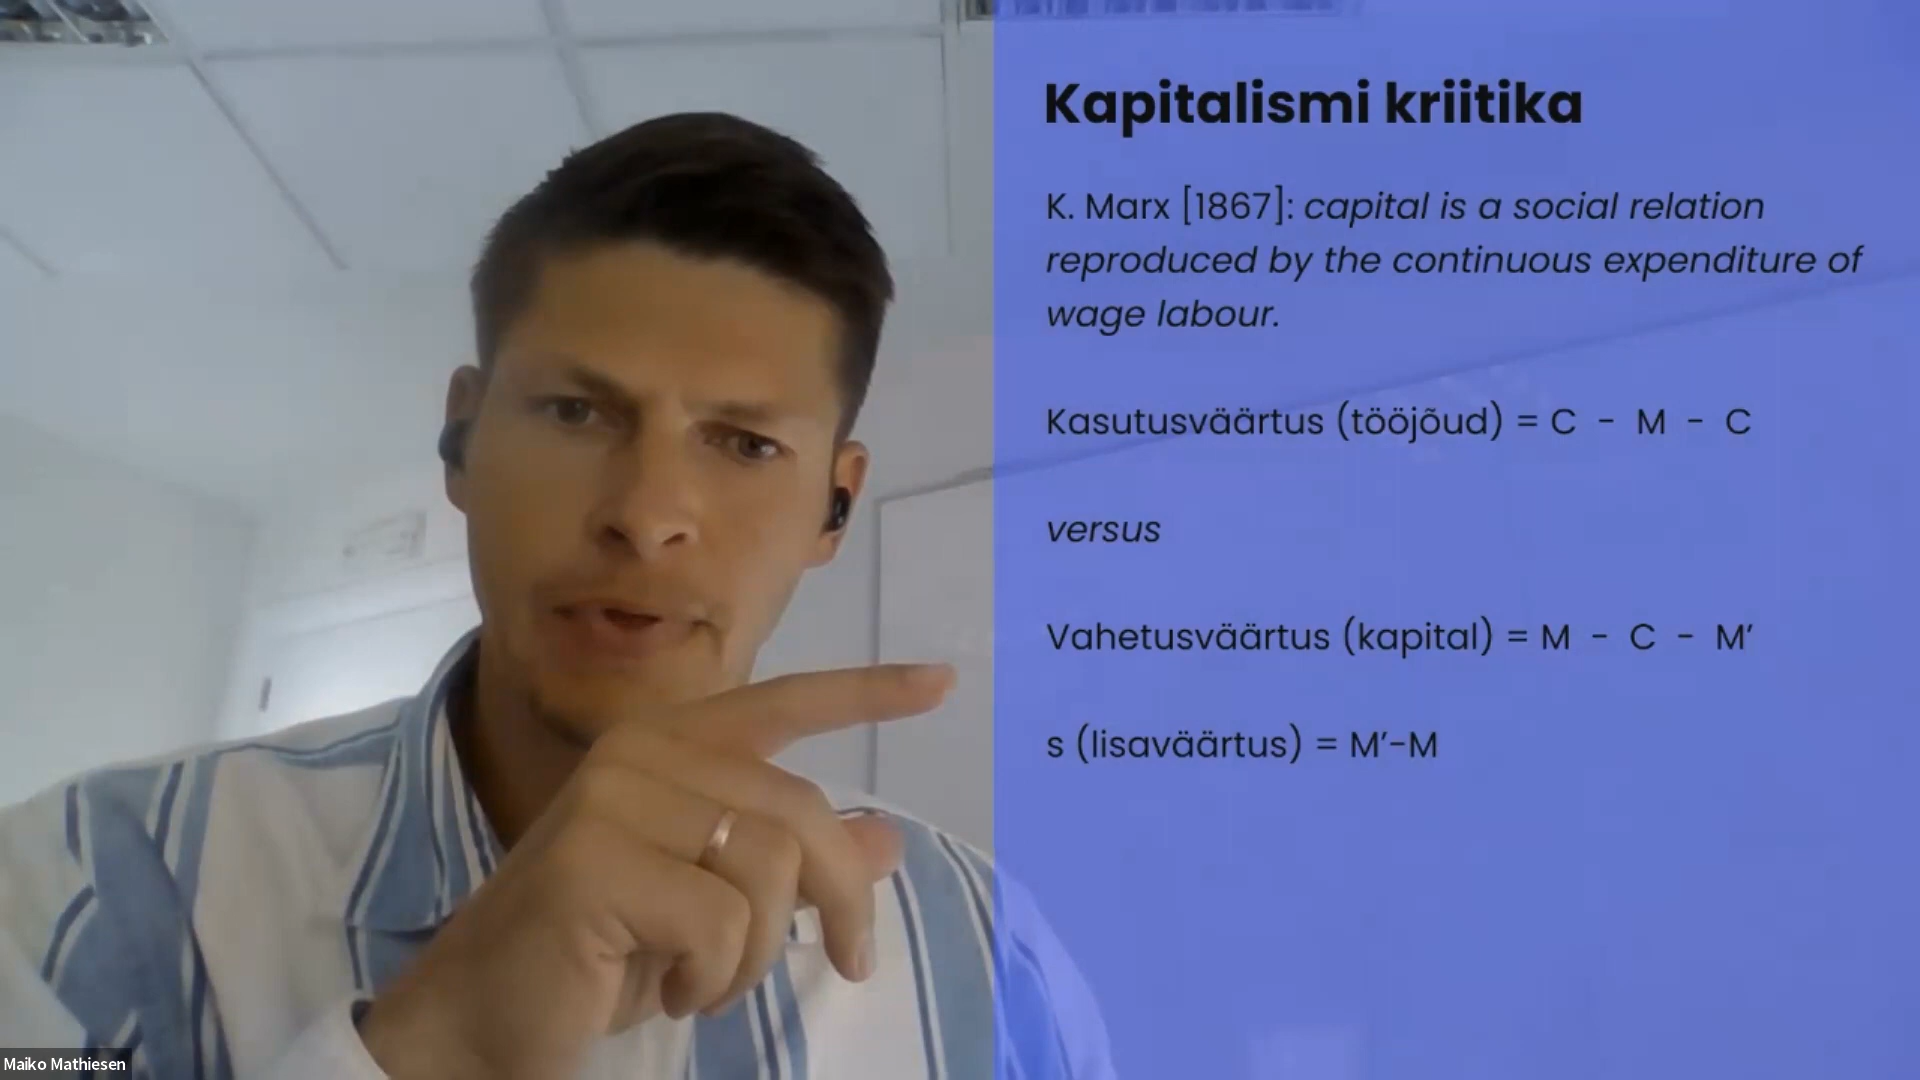 Kapitalismi kriitika
K. Marx [1867]: capital is a social relation
reproduced by the continuous expenditure of
wage labour.
Kasutusväärtus (tööjõud) = C - M - C
versus
Vahetusväärtus (kapital) = M - C - M’
s (lisaväärtus) = M’-M
Maiko Mathiesen